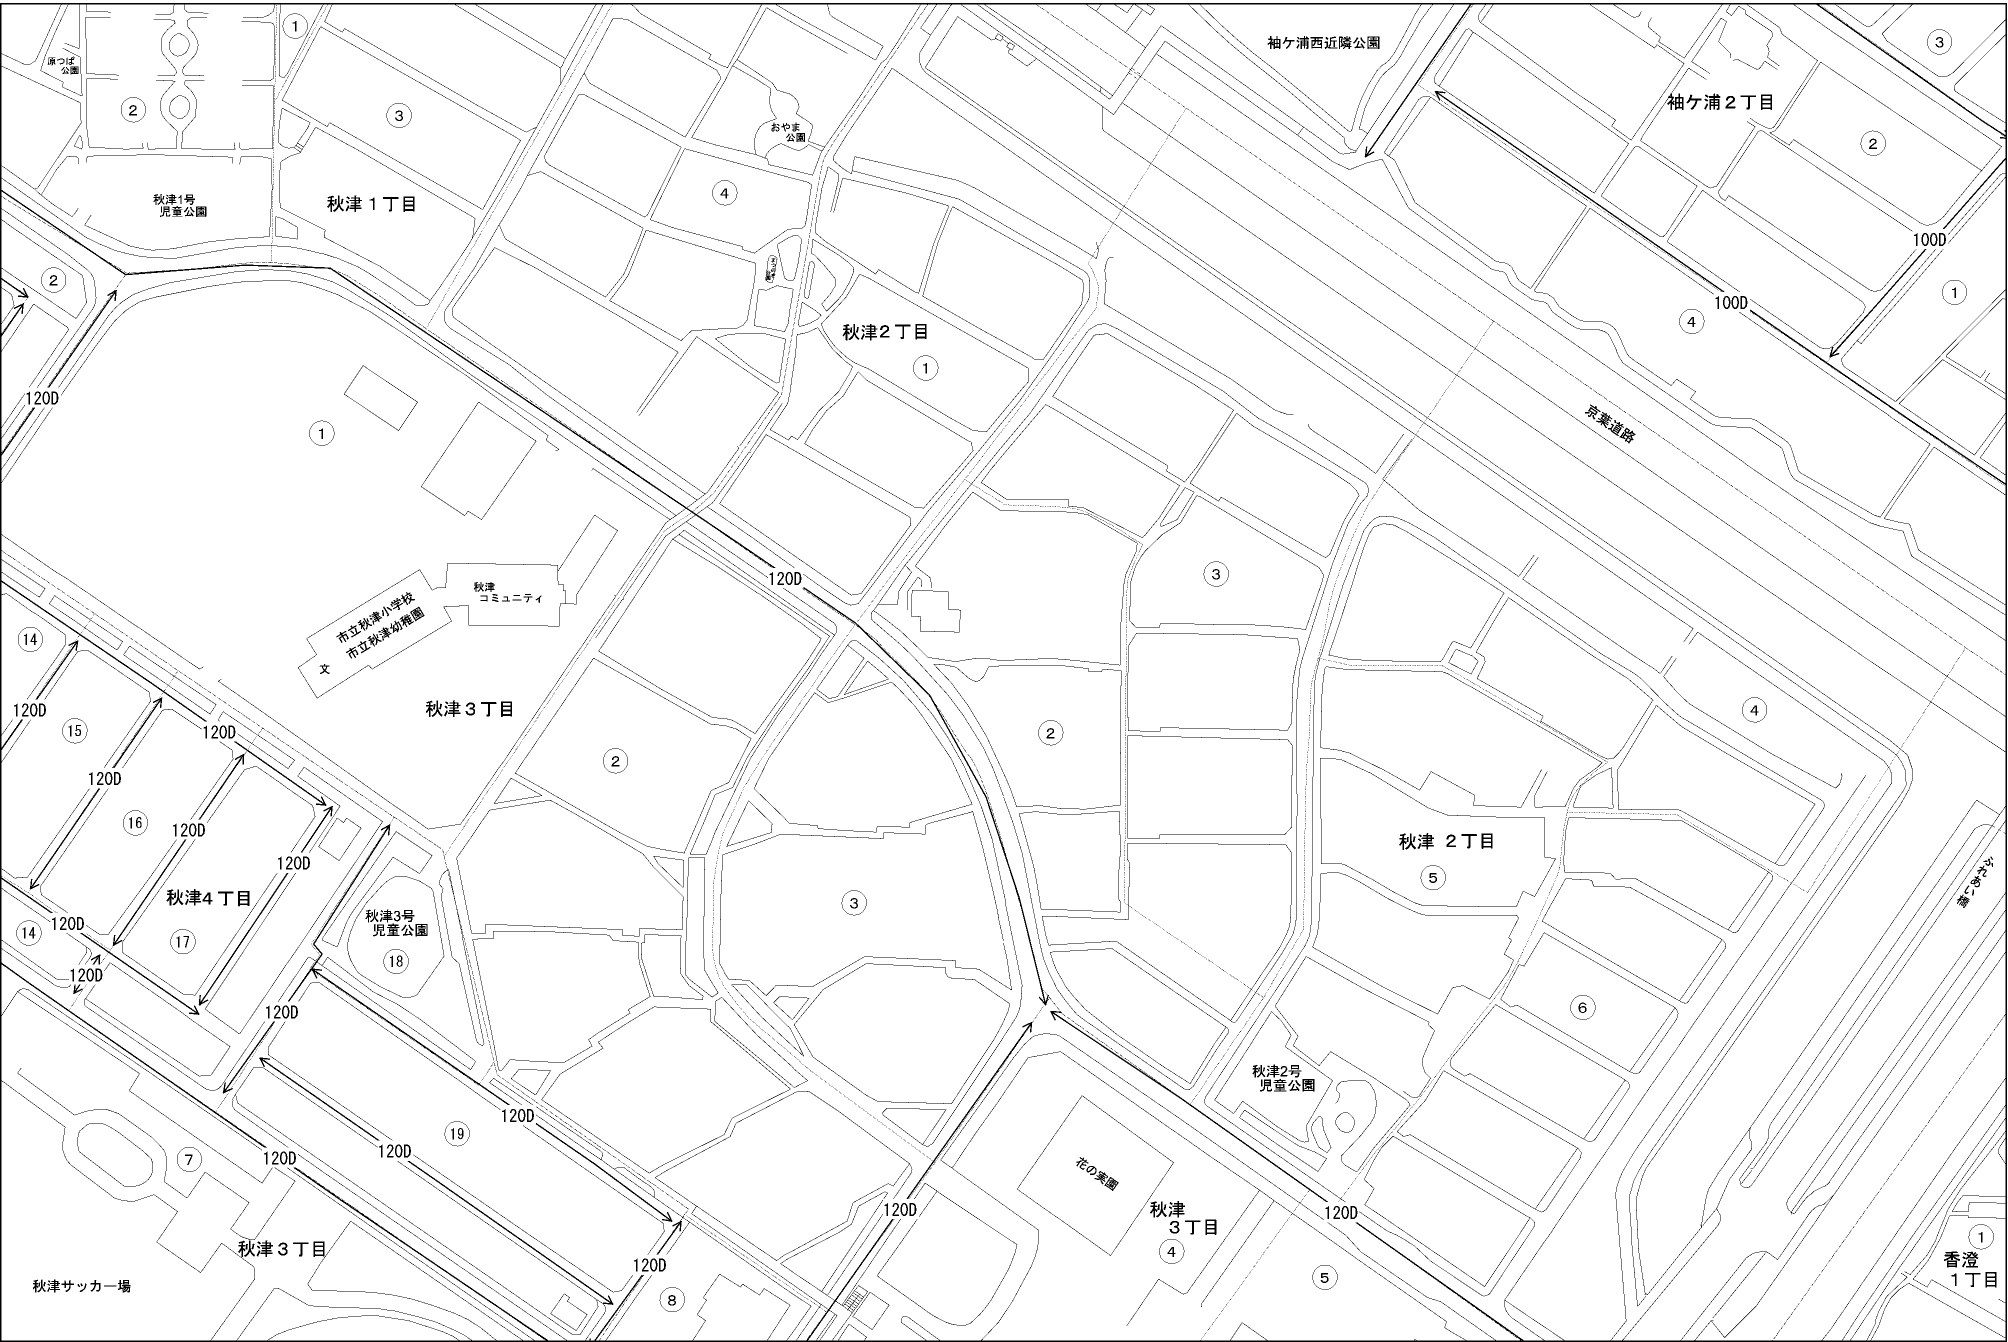 ①
原つぱ
公園
②
③
秋津1号
児童公園
秋津１丁目
おやま
公園
④
袖ケ浦西近隣公園
袖ケ浦２丁目
③
②
100D
①
100D
④
京葉道路
②
120D
①
秋津２丁目
①
120D
秋津
コミュニティ
市立秋津小学校
市立秋津幼稚園
文
秋津３丁目
②
③
②
④
⑭
120D
⑮
120D
120D
⑯
120D
120D
秋津４丁目
120D
⑭
⑰
120D
秋津3号
児童公園
⑱
120D
③
秋津 ２丁目
⑤
ふれあい橋
⑥
秋津2号
児童公園
120D
⑲
120D
120D
⑦
秋津３丁目
秋津サッカー場
120D
⑧
120D
花の実園
秋津
３丁目
④
120D
⑤
①
香澄
１丁目